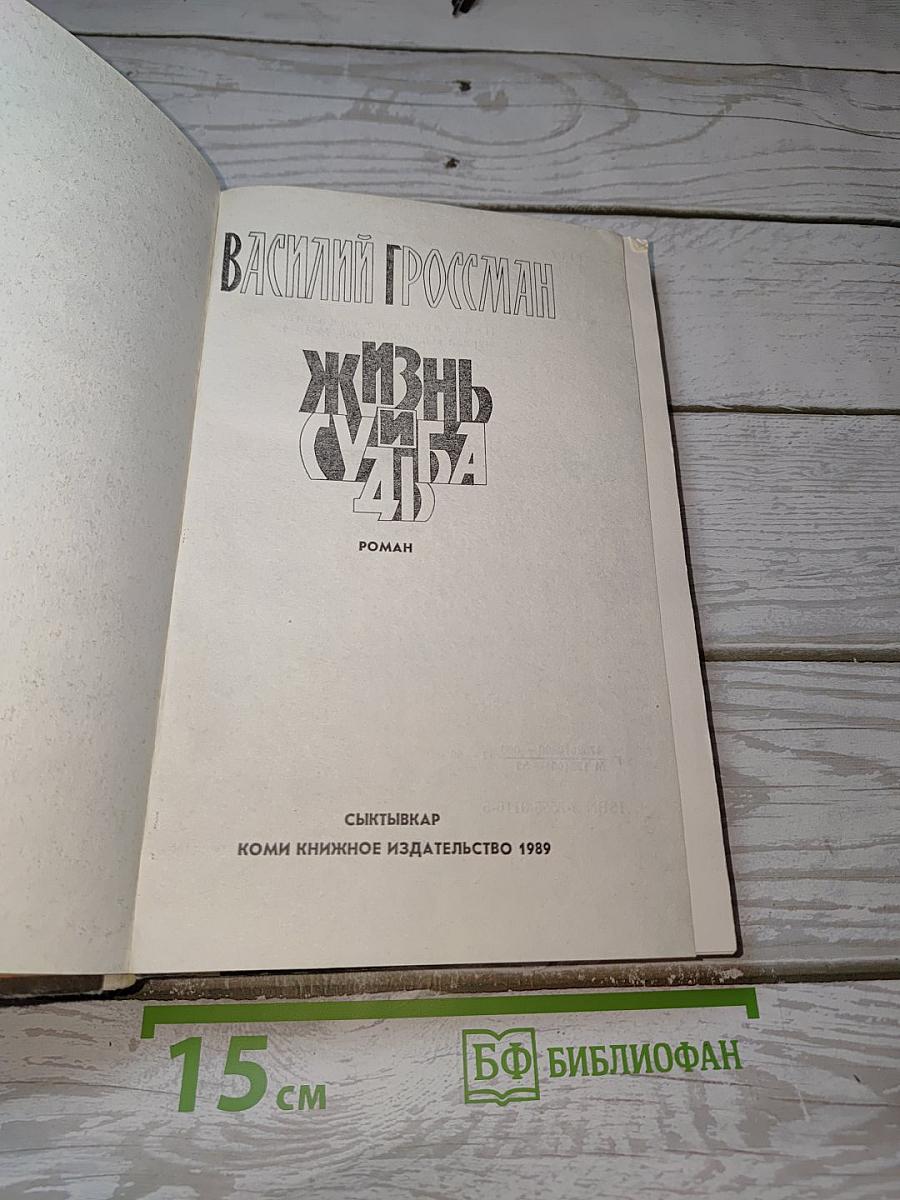 ВАСИЛИЙ ГРОССМАН
ЖИЗНЬ
И
СУДЬБА
РОМАН
СЫКТЫВКАР
КОМИ КНИЖНОЕ ИЗДАТЕЛЬСТВО 1989
15 СМ
БФ БИБЛИОФАН